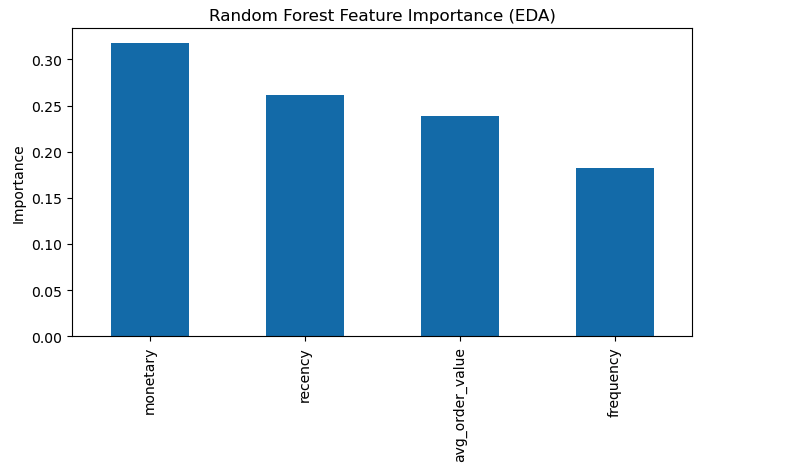 Random Forest Feature Importance (EDA)
Importance
0.30
0.25
0.20
0.15
0.10
0.05
0.00
monetary
recency
avg_order_value
frequency